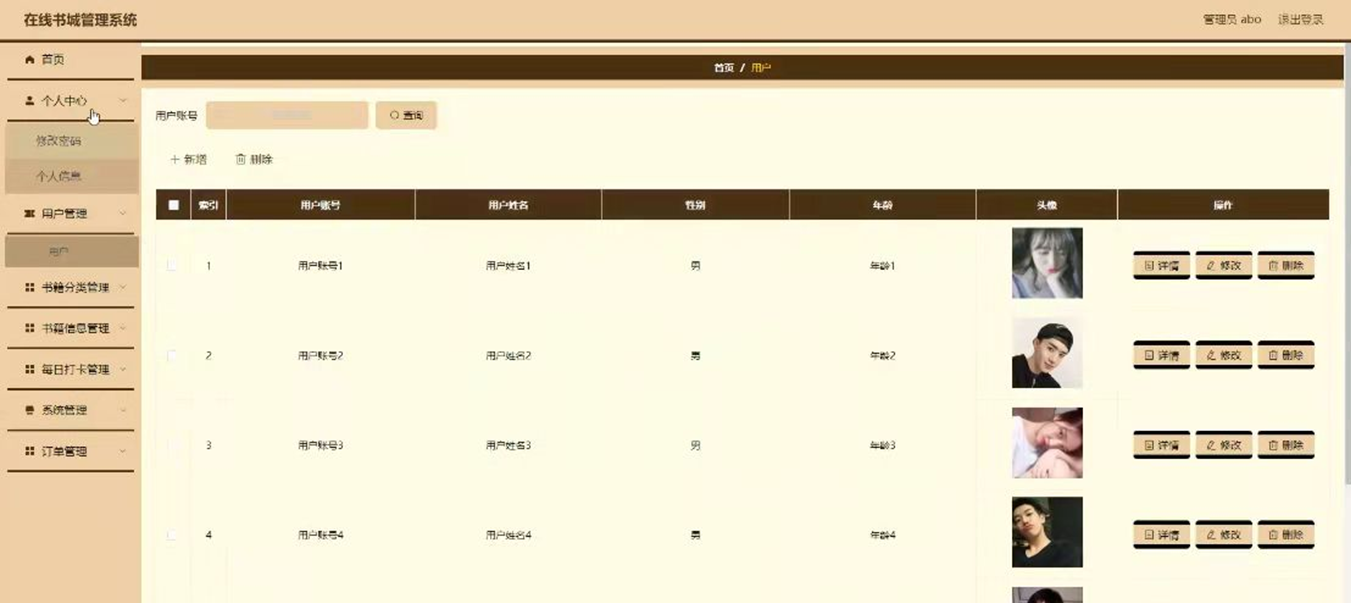 在线书城管理系统
管理员 abo 退出登录
首页
首页 / 用户
个人中心
用户账号 查询
修改密码
新增 删除
个人信息
用户管理
索引 用户账号 用户姓名 性别 年龄 头像 操作
用户
1 用户账号1 用户姓名1 男 年龄1 详情 修改 删除
书籍分类管理
书籍信息管理
2 用户账号2 用户姓名2 男 年龄2 详情 修改 删除
每日打卡管理
系统管理
3 用户账号3 用户姓名3 男 年龄3 详情 修改 删除
订单管理
4 用户账号4 用户姓名4 男 年龄4 详情 修改 删除